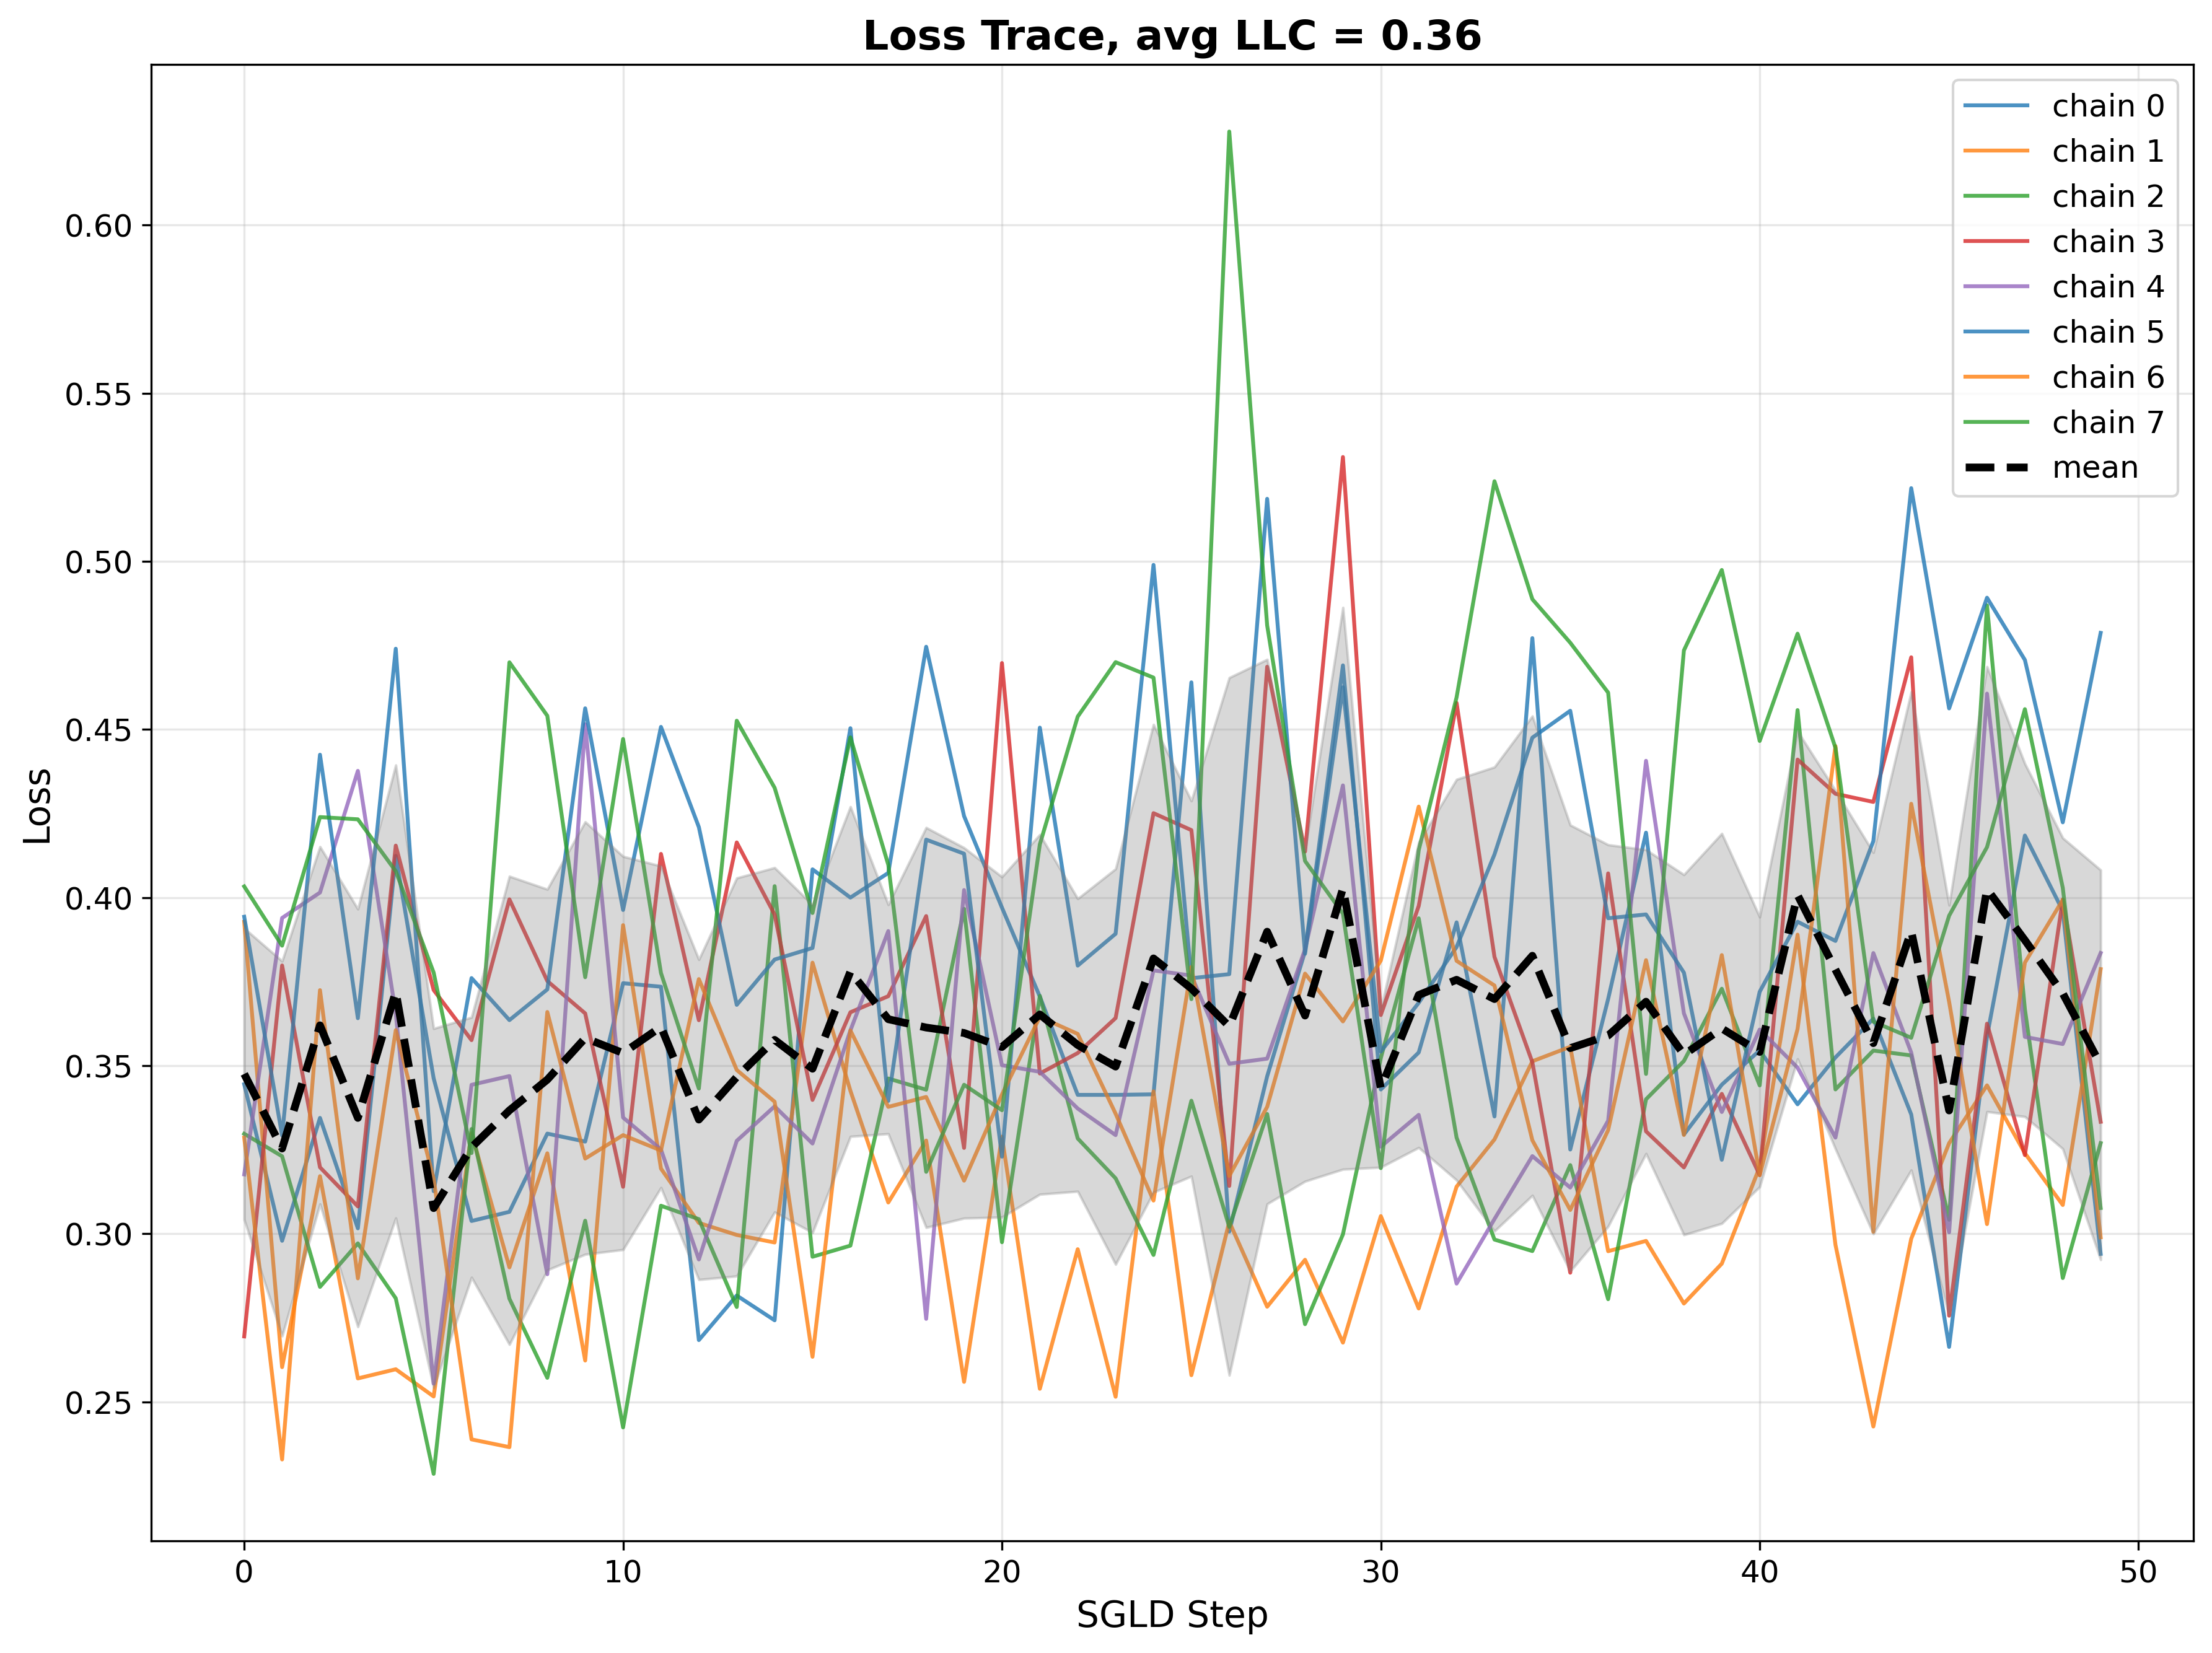 Loss Trace, avg LLC = 0.36
chain 0
chain 1
chain 2
chain 3
chain 4
chain 5
chain 6
chain 7
mean
Loss
0.60
0.55
0.50
0.45
0.40
0.35
0.30
0.25
0 10 20 30 40 50
SGLD Step